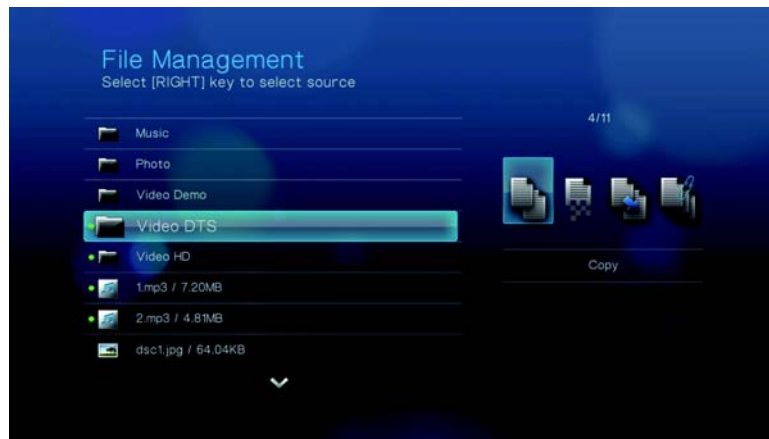 File Management
Select [RIGHT] key to select source
4/11
Music
Photo
Video Demo
Video DTS
Video HD
1.mp3 / 7.20MB
2.mp3 / 4.81MB
dsc1.jpg / 64.04KB
Copy